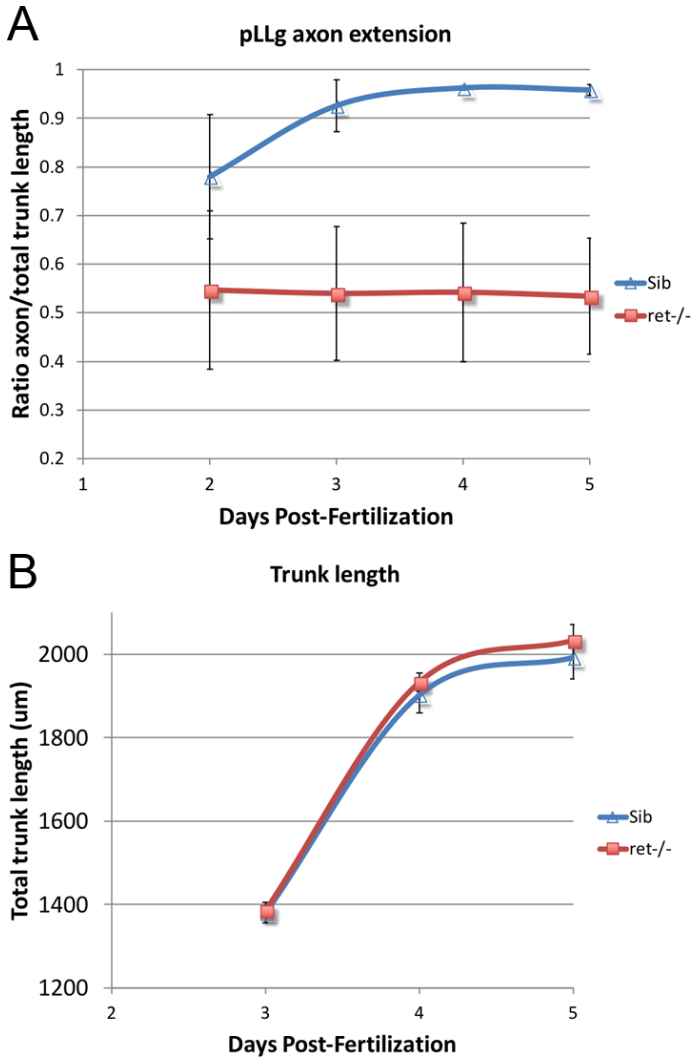 A
pLLg axon extension
Ratio axon/total trunk length
1
0.9
0.8
0.7
0.6
0.5
0.4
0.3
0.2
1
2
3
4
5
Days Post-Fertilization
Sib
ret-/-
B
Trunk length
Total trunk length (um)
2000
1800
1600
1400
1200
2
3
4
5
Days Post-Fertilization
Sib
ret-/-